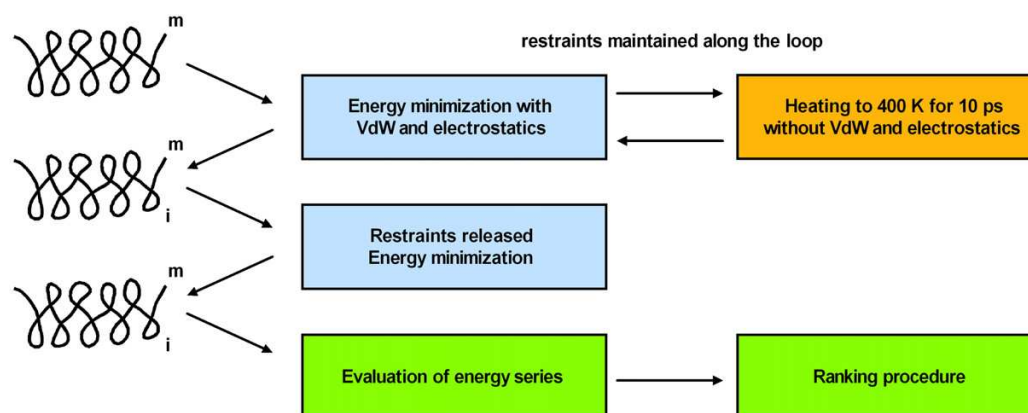 m
restraints maintained along the loop
Energy minimization with
VdW and electrostatics
Heating to 400 K for 10 ps
without VdW and electrostatics
m
i
Restraints released
Energy minimization
m
i
Evaluation of energy series
Ranking procedure